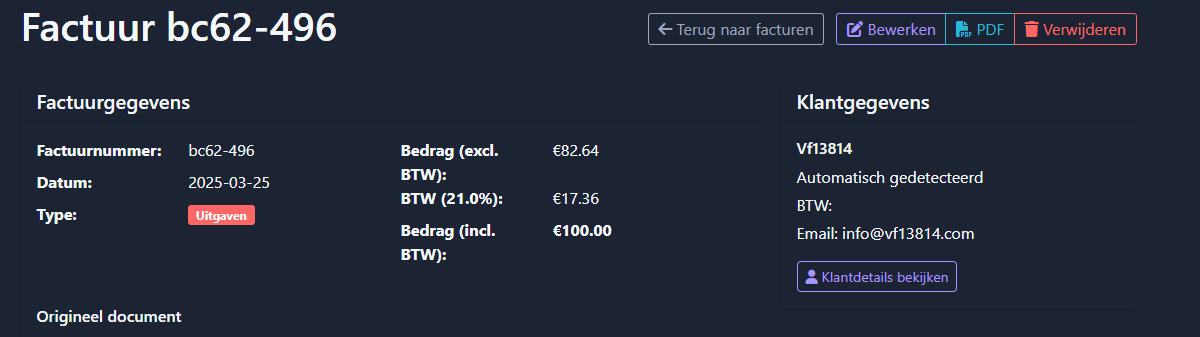 Factuur bc62-496
Terug naar facturen
Bewerken
PDF
Verwijderen
Factuurgegevens
Factuurnummer: bc62-496
Datum: 2025-03-25
Type: Uitgaven
Bedrag (excl. €82.64
BTW):
BTW (21.0%): €17.36
Bedrag (incl. €100.00
BTW):
Klantgegevens
Vf13814
Automatisch gedetecteerd
BTW:
Email: info@vf13814.com
Klantdetails bekijken
Origineel document